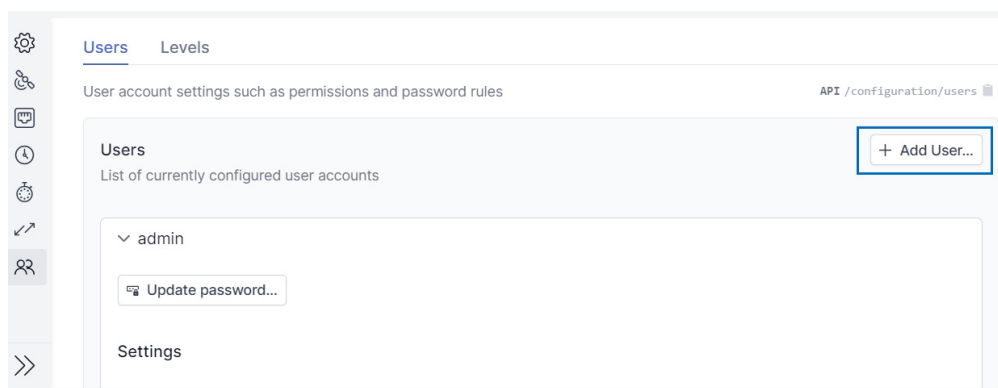 Users Levels
User account settings such as permissions and password rules API /configuration/users
Users
+ Add User...
List of currently configured user accounts
admin
Update password...
Settings